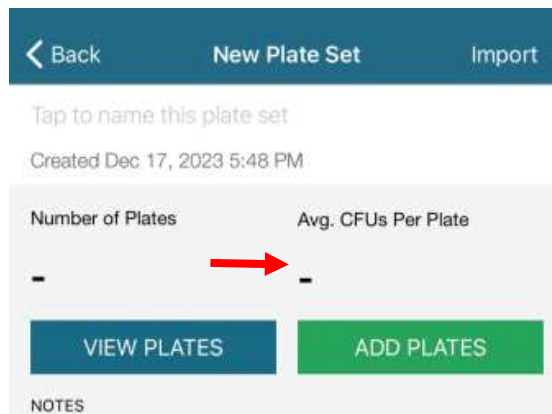 Back New Plate Set Import
Tap to name this plate set
Created Dec 17, 2023 5:48 PM
Number of Plates Avg. CFUs Per Plate
- -
VIEW PLATES ADD PLATES
NOTES